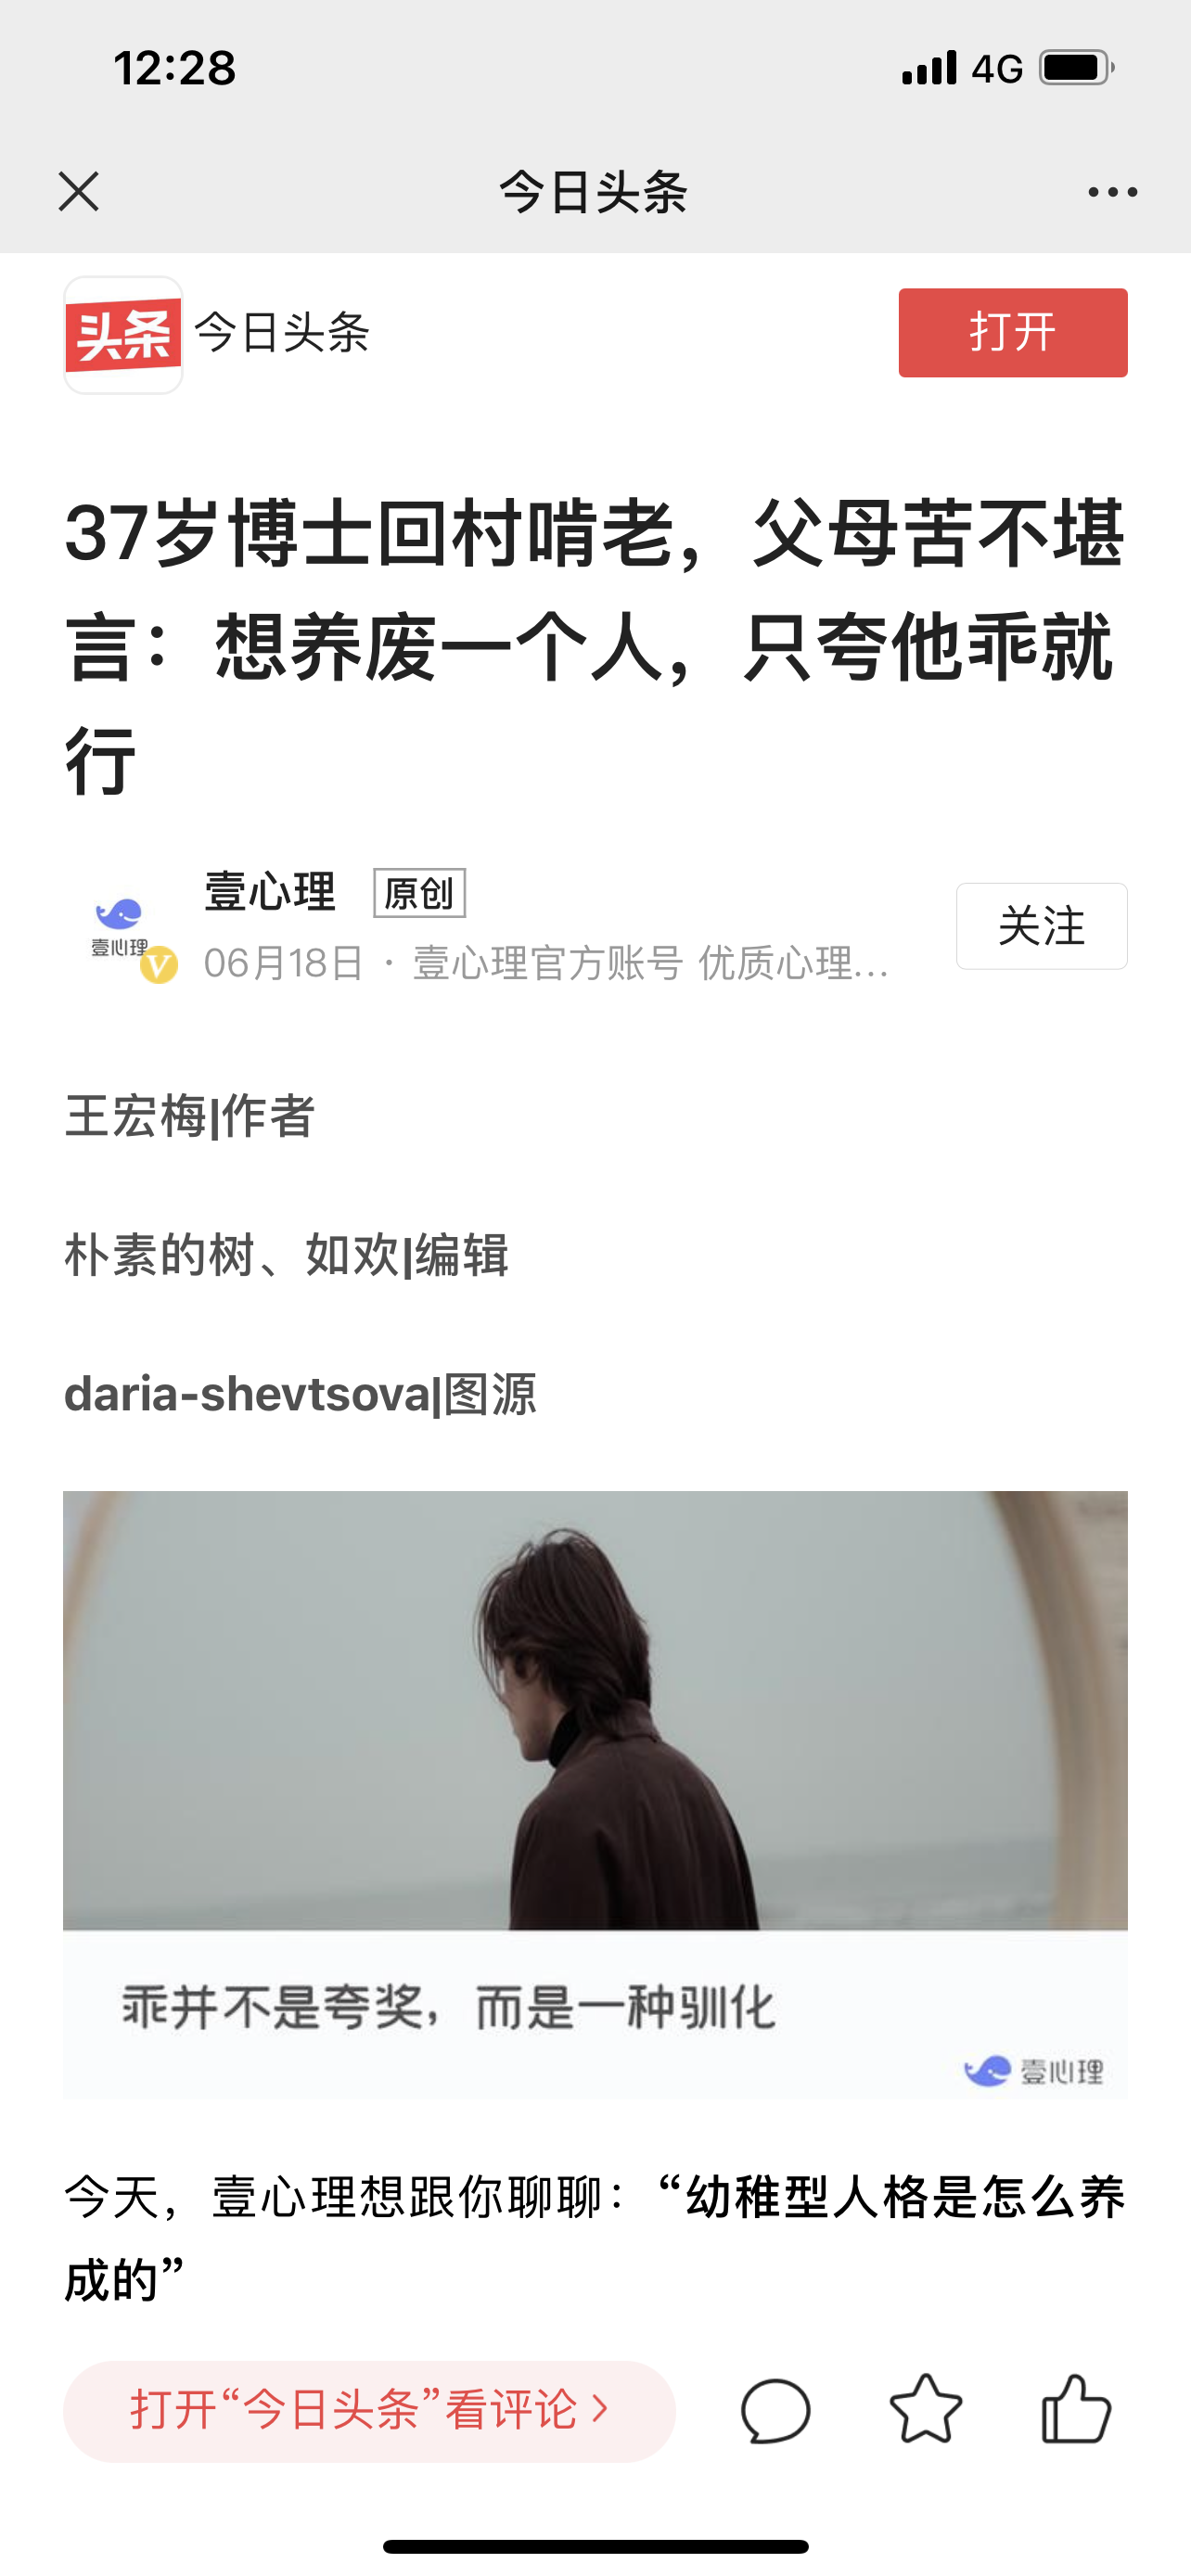 12:28
4G
今日头条
头条
今日头条
打开
37岁博士回村啃老，父母苦不堪
言：想养废一个人，只夸他乖就
行
壹心理 原创
壹心理
V
06月18日 · 壹心理官方账号 优质心理...
关注
王宏梅|作者
朴素的树、如欢|编辑
daria-shevtsova|图源
乖并不是夸奖，而是一种驯化
壹心理
今天，壹心理想跟你聊聊：“幼稚型人格是怎么养
成的”
打开“今日头条”看评论